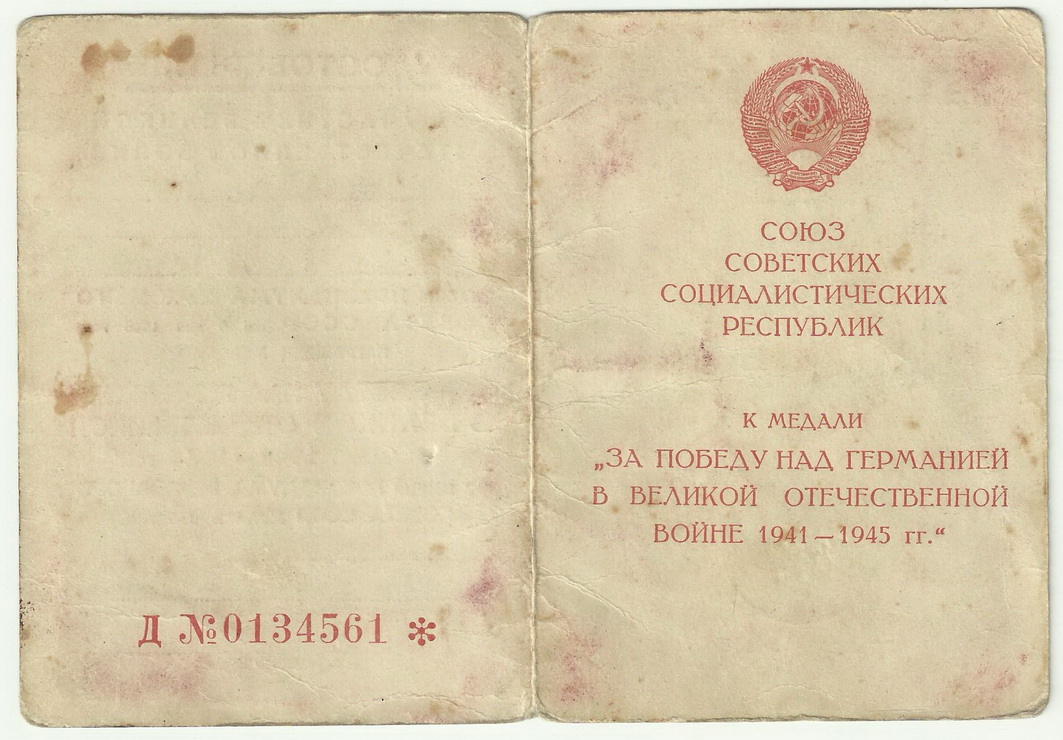 Д №0134561 *
СОЮЗ
СОВЕТСКИХ
СОЦИАЛИСТИЧЕСКИХ
РЕСПУБЛИК
К МЕДАЛИ
„ЗА ПОБЕДУ НАД ГЕРМАНИЕЙ
В ВЕЛИКОЙ ОТЕЧЕСТВЕННОЙ
ВОЙНЕ 1941—1945 гг.“